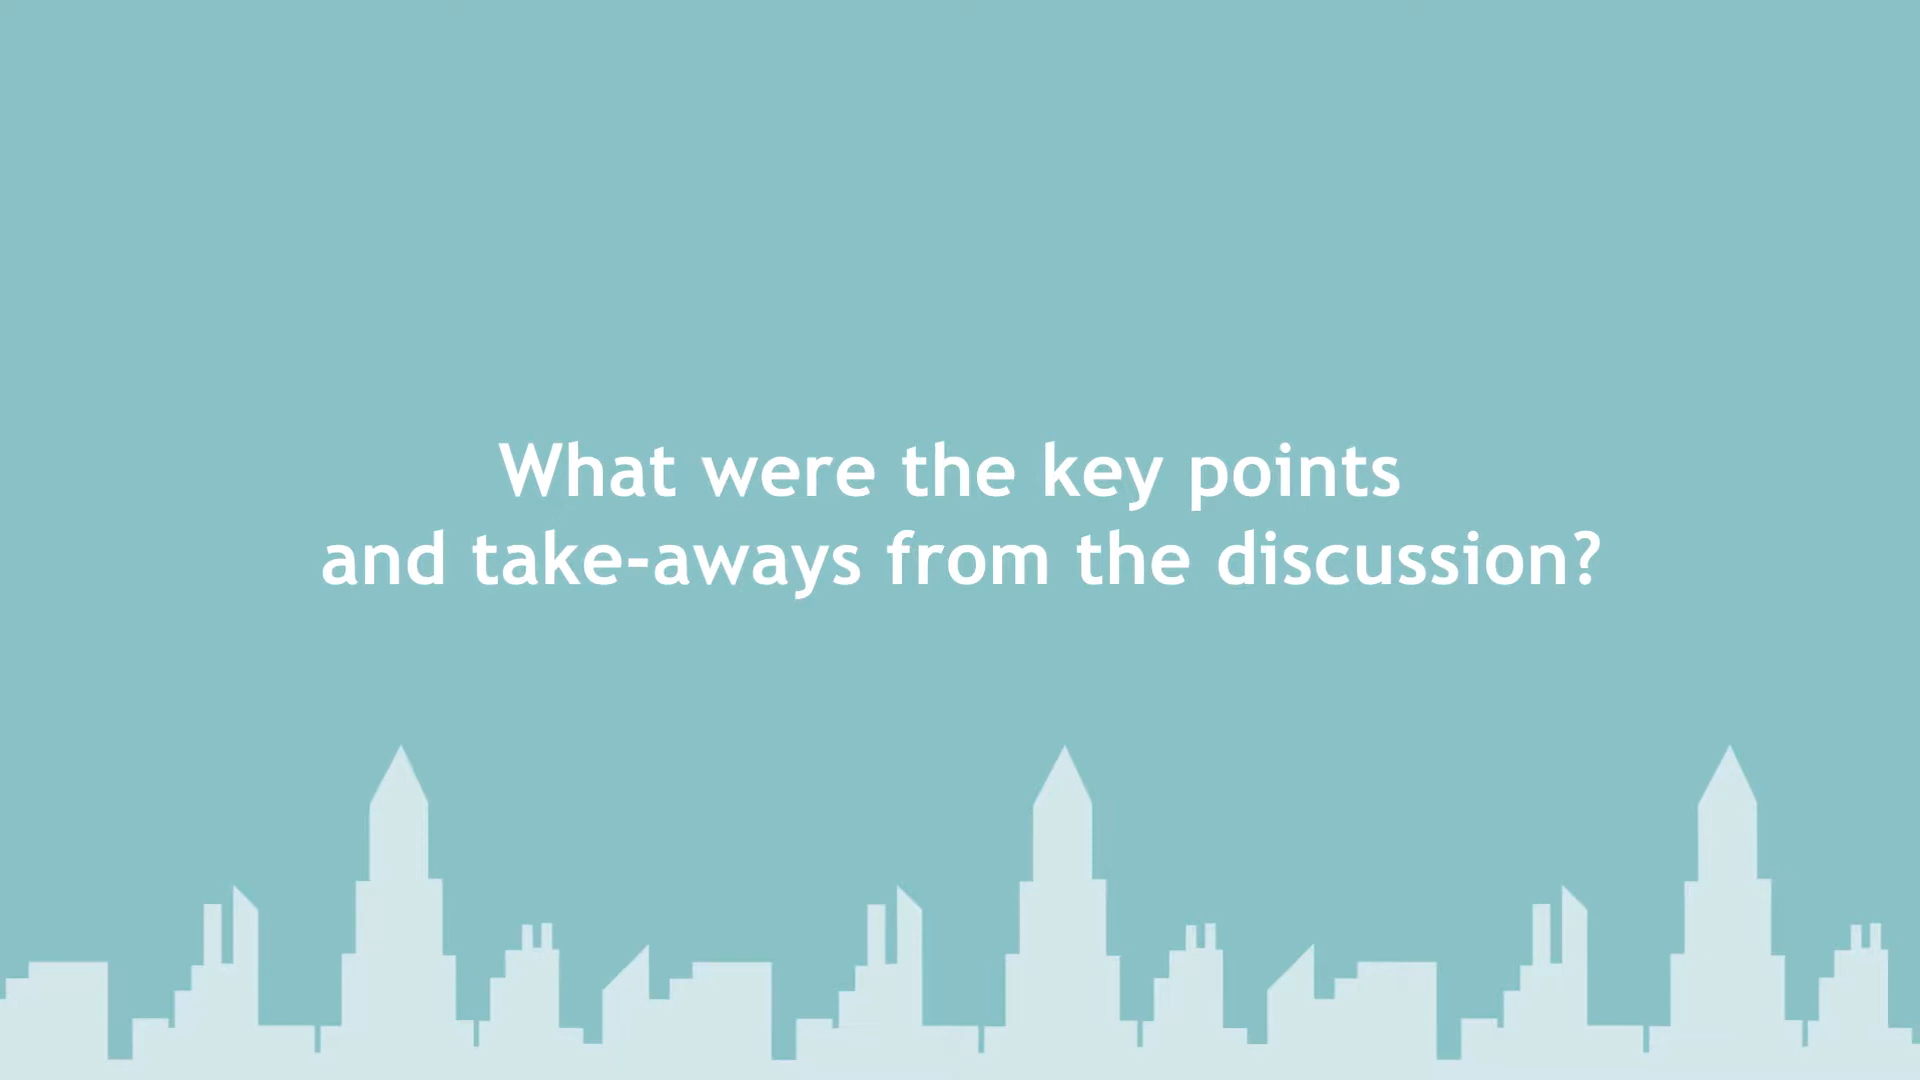 What were the key points
and take-aways from the discussion?